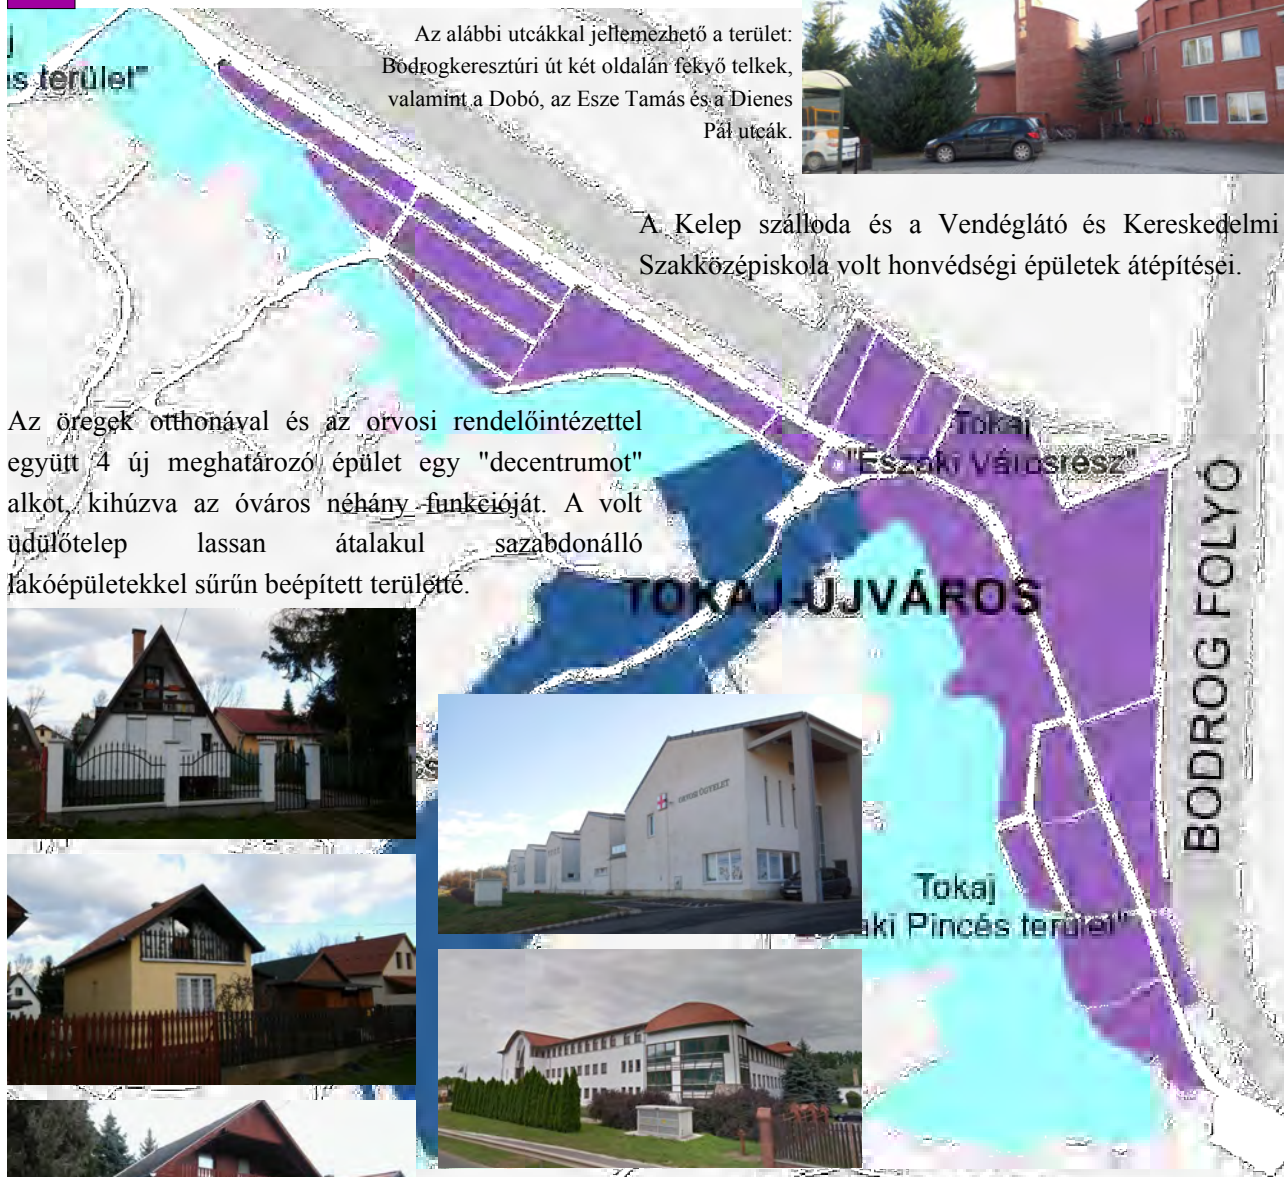 Az alábbi utcákkal jellemezhető a terület:
Bodrogkeresztúri út két oldalán fekvő telkek,
valamint a Dobó, az Esze Tamás és a Dienes
Pál utcák.
s terület"
A Kelep szálloda és a Vendéglátó és Kereskedelmi
Szakközépiskola volt honvédségi épületek átépítései.
Az öregek otthonával és az orvosi rendelőintézettel
együtt 4 új meghatározó épület egy "decentrumot"
alkot, kihúzva az óváros néhány funkcióját. A volt
üdülőtelep lassan átalakul sazabdonálló
lakóépületekkel sűrűn beépített területté.
Tokaj
"Északi Városrész"
TOKAJ-ÚJVÁROS
BODROG FOLYÓ
ORVOSI ÜGYELET
Tokaj
aki Pincés terület"